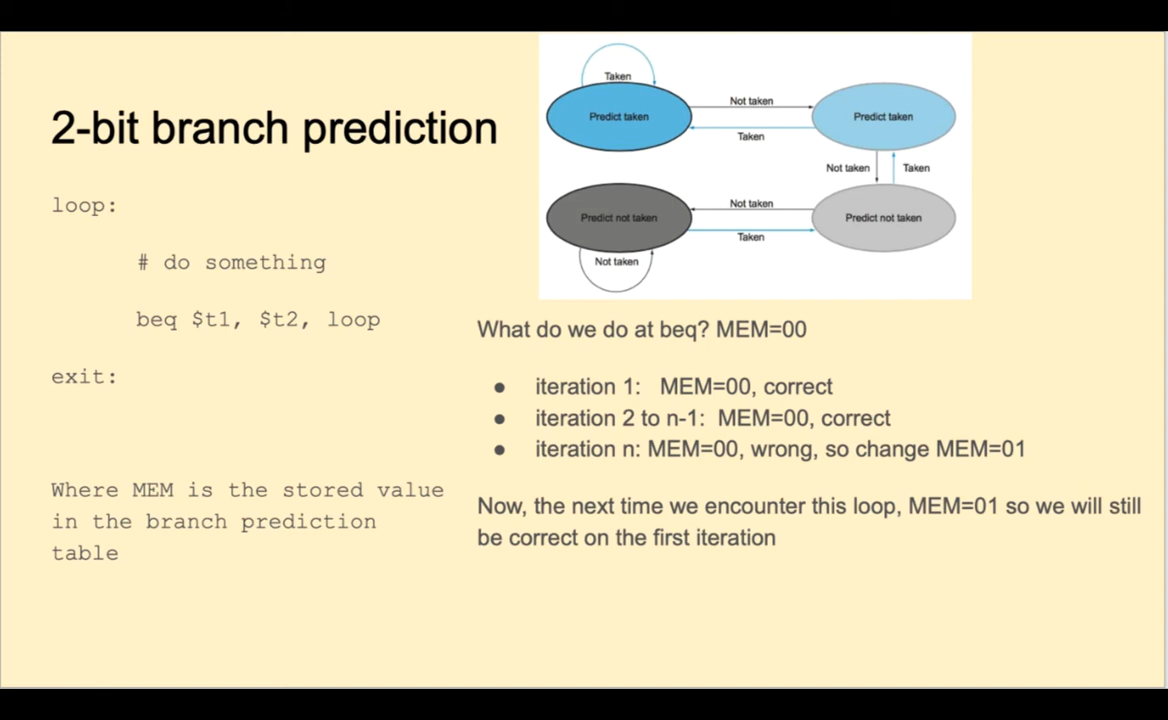 2-bit branch prediction
loop:
# do something
beq $t1, $t2, loop
exit:
Where MEM is the stored value
in the branch prediction
table
Taken
Predict taken
Not taken
Taken
Predict taken
Not taken
Taken
Predict not taken
Not taken
Taken
Predict not taken
Not taken
What do we do at beq? MEM=00
● iteration 1: MEM=00, correct
● iteration 2 to n-1: MEM=00, correct
● iteration n: MEM=00, wrong, so change MEM=01
Now, the next time we encounter this loop, MEM=01 so we will still
be correct on the first iteration